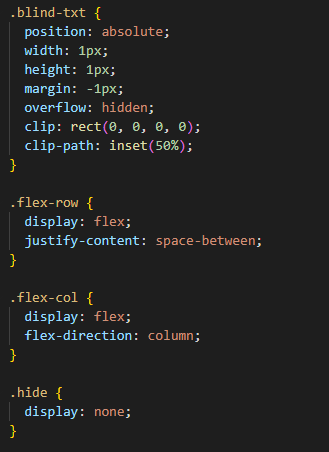 .blind-txt {
  position: absolute;
  width: 1px;
  height: 1px;
  margin: -1px;
  overflow: hidden;
  clip: rect(0, 0, 0, 0);
  clip-path: inset(50%);
}

.flex-row {
  display: flex;
  justify-content: space-between;
}

.flex-col {
  display: flex;
  flex-direction: column;
}

.hide {
  display: none;
}